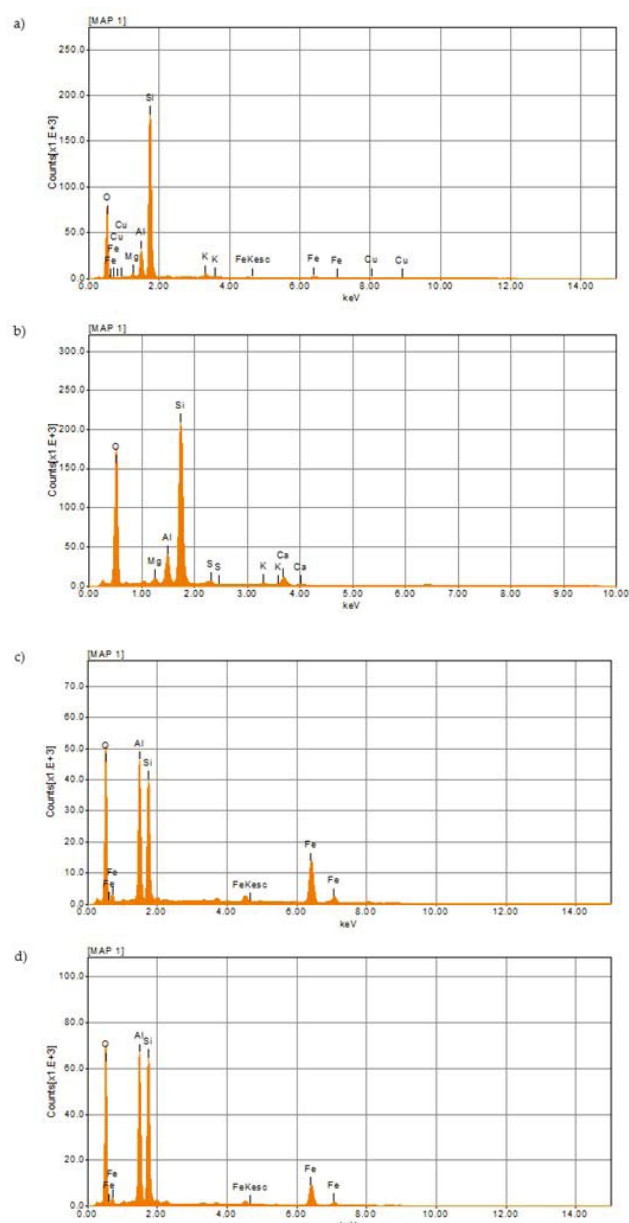 a)
[MAP 1]
250.0
200.0
150.0
100.0
50.0
0.0
Counts[x1.E+3]
O
Fe
Fe
Cu
Cu
Mg
Al
Si
K
K
FeKesc
Fe
Fe
Cu
Cu
0.00 2.00 4.00 6.00 8.00 10.00 12.00 14.00
keV
b)
[MAP 1]
300.0
250.0
200.0
150.0
100.0
50.0
0.0
Counts[x1.E+3]
O
Mg
Al
Si
S
S
K
K
Ca
Ca
0.00 1.00 2.00 3.00 4.00 5.00 6.00 7.00 8.00 9.00 10.00
keV
c)
[MAP 1]
70.0
60.0
50.0
40.0
30.0
20.0
10.0
0.0
Counts[x1.E+3]
O
Fe
Fe
Al
Si
FeKesc
Fe
Fe
0.00 2.00 4.00 6.00 8.00 10.00 12.00 14.00
keV
d)
[MAP 1]
100.0
80.0
60.0
40.0
20.0
0.0
Counts[x1.E+3]
O
Fe
Fe
Al
Si
FeKesc
Fe
Fe
0.00 2.00 4.00 6.00 8.00 10.00 12.00 14.00